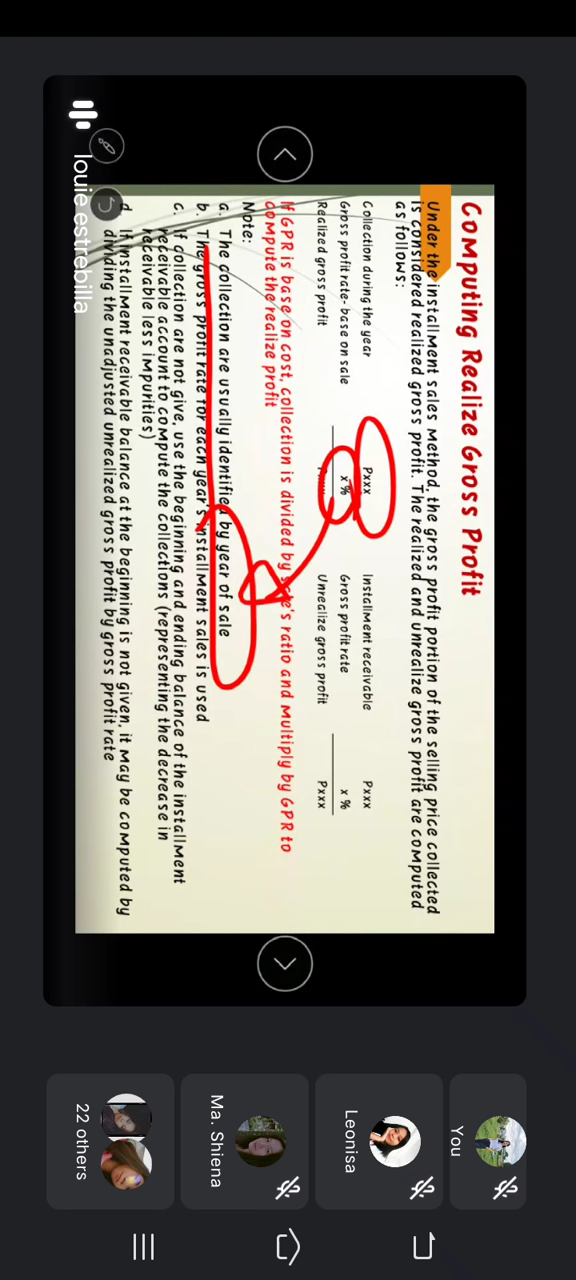 Computing Realize Gross Profit
Under the installment sales method, the gross profit portion of the selling price collected
is considered realized gross profit. The realized and unrealize gross profit are computed
as follows:
Collection during the year Pxxx Installment receivable Pxxx
Gross profit rate- base on sale x % Gross profit rate x %
Realized gross profit Unrealize gross profit Pxxx
If GPR is base on cost, collection is divided by sale's ratio and multiply by GPR to
compute the realize profit
Note:
a. The collection are usually identified by year of sale
b. The gross profit rate for each year's installment sales is used
c. If collection are not give, use the beginning and ending balance of the installment
receivable account to compute the collections (representing the decrease in
receivable less impurities)
d. If installment receivable balance at the beginning is not given, it may be computed by
dividing the unadjusted unrealized gross profit by gross profit rate
louie estrebilla
You
Leonisa
Ma. Shiena
22 others